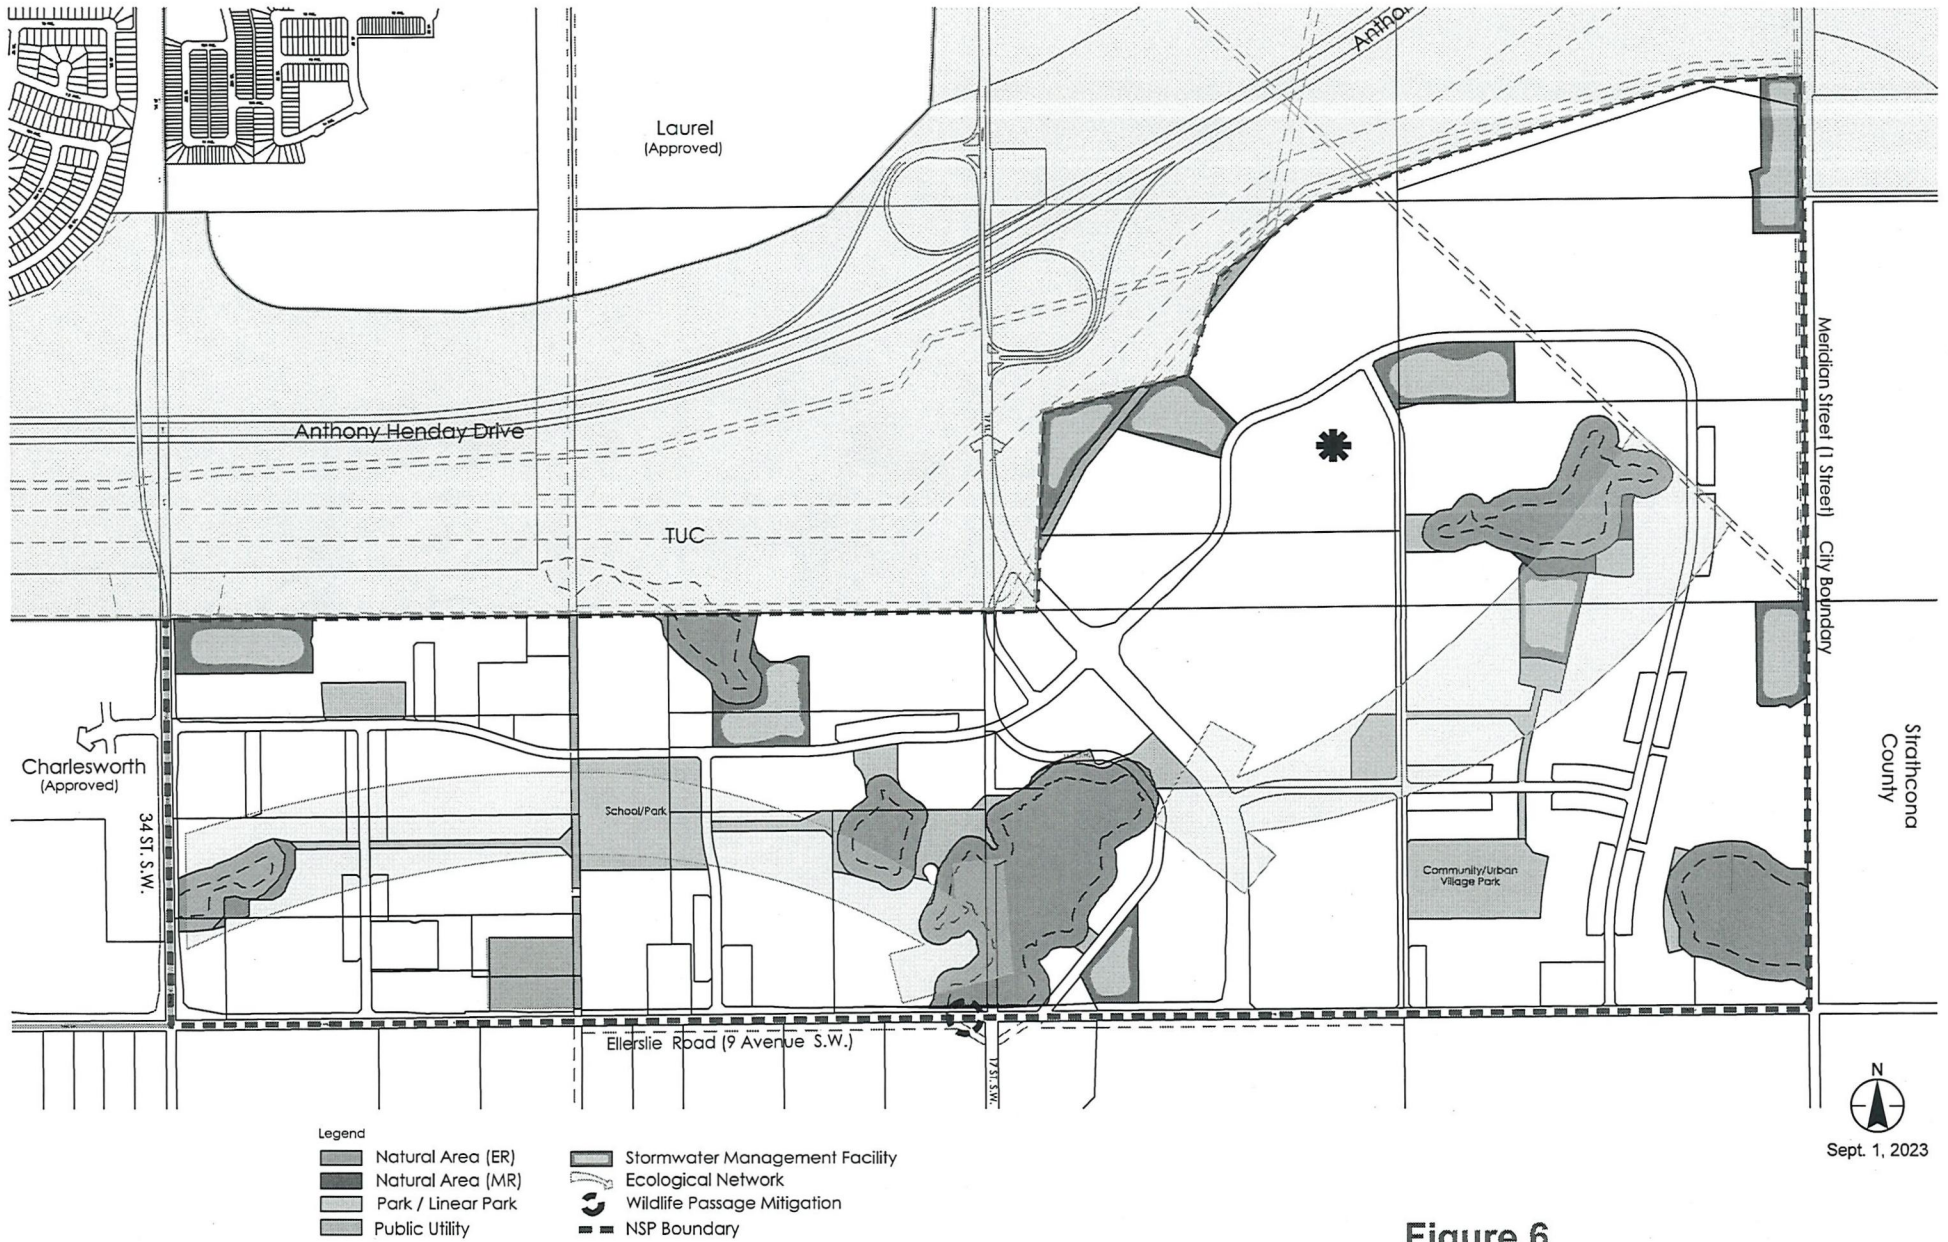 Laurel
(Approved)
Anthony Henday Drive
TUC
Meridian Street (1 Street) City Boundary
Charlesworth
(Approved)
34 ST. S.W.
School/Park
Community/Urban
Village Park
Strathcona
County
Ellerslie Road (9 Avenue S.W.)
17 ST. S.W.
N
Sept. 1, 2023
Legend
Natural Area (ER)
Natural Area (MR)
Park / Linear Park
Public Utility
Stormwater Management Facility
Ecological Network
Wildlife Passage Mitigation
NSP Boundary
Figure 6